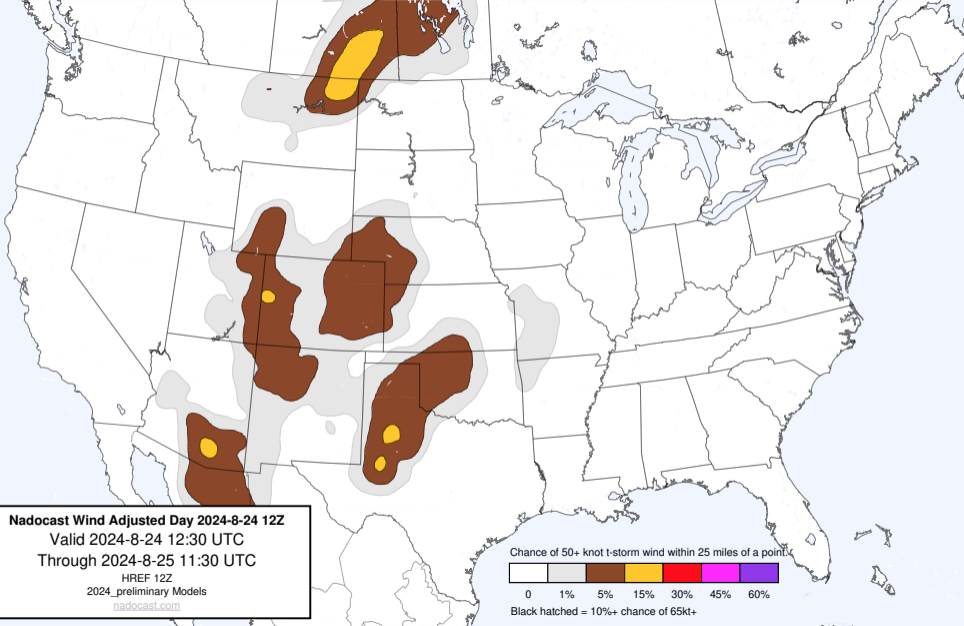 Nadocast Wind Adjusted Day 2024-8-24 12Z
Valid 2024-8-24 12:30 UTC
Through 2024-8-25 11:30 UTC
HREF 12Z
2024_preliminary Models
nadocast.com
Chance of 50+ knot t-storm wind within 25 miles of a point.
0 1% 5% 15% 30% 45% 60%
Black hatched = 10%+ chance of 65kt+